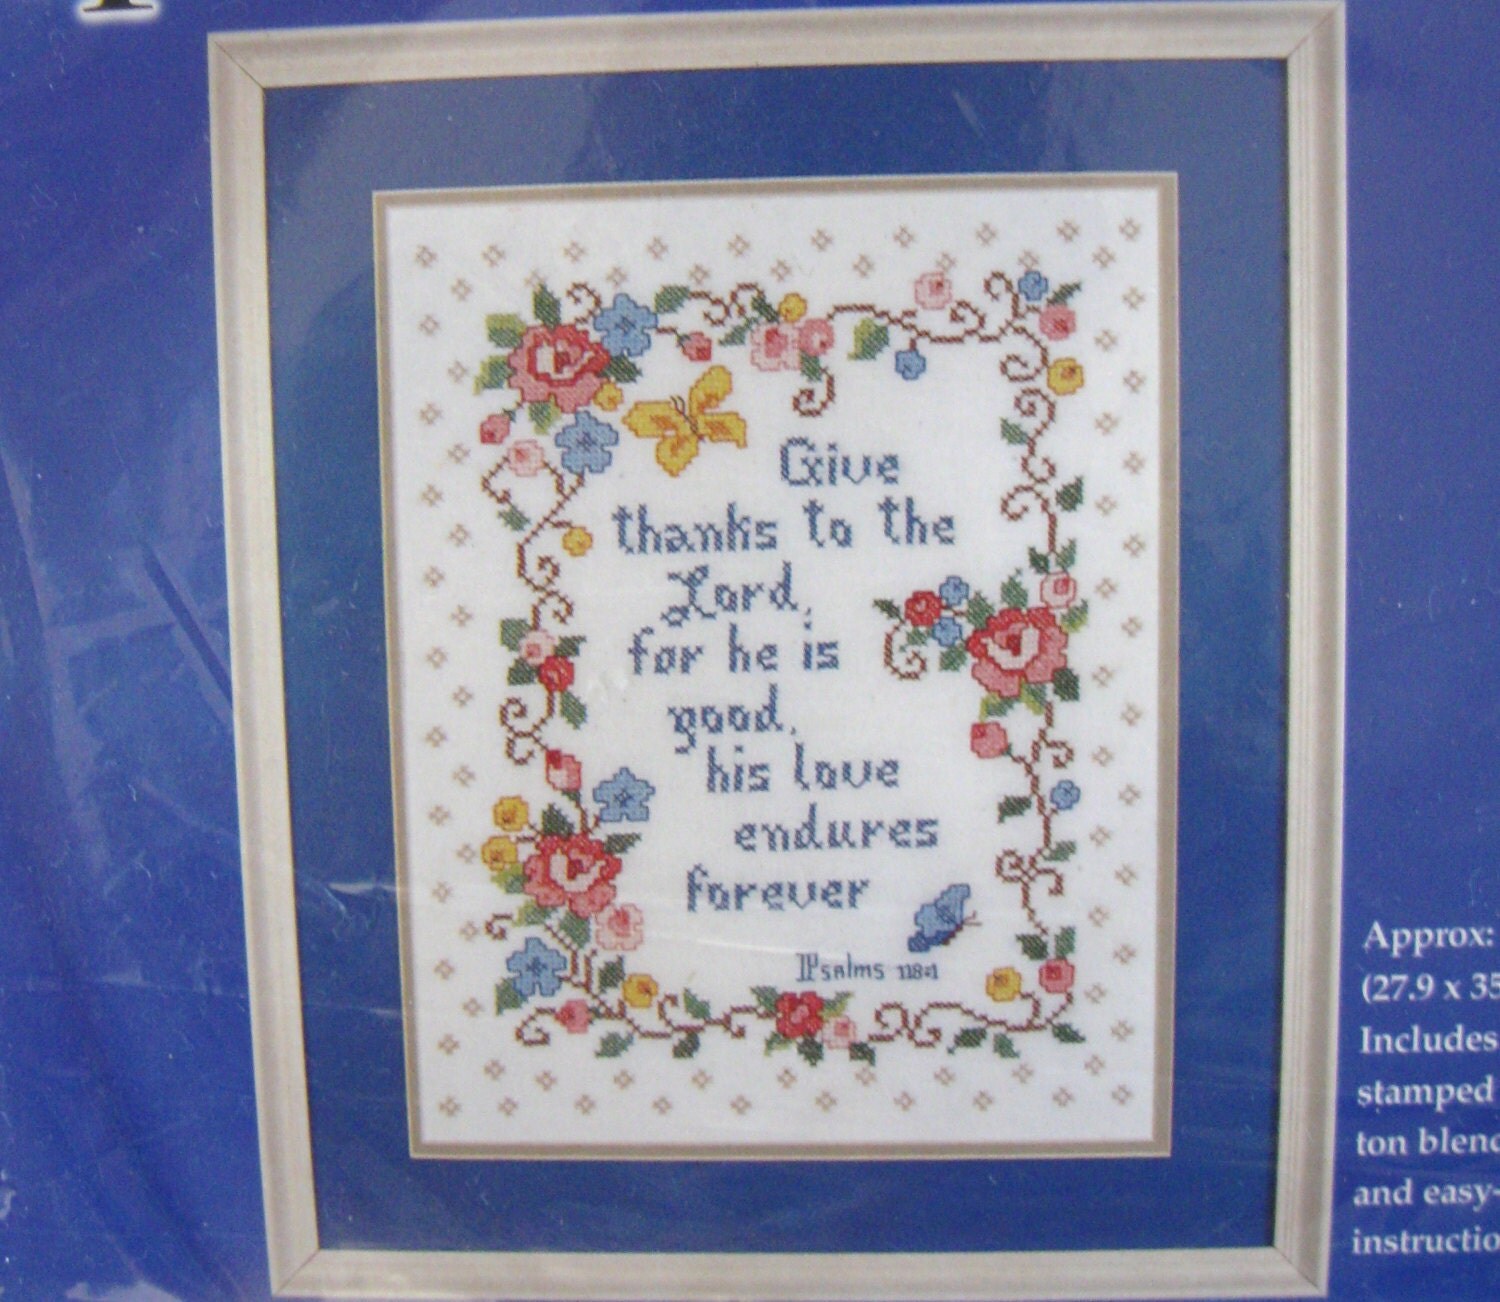 Give
thanks to the
Lord,
for he is
good,
his love
endures
forever
Psalms 118:1
Approx:
(27.9 x 35
Includes
stamped
ton blend
and easy-
instructio